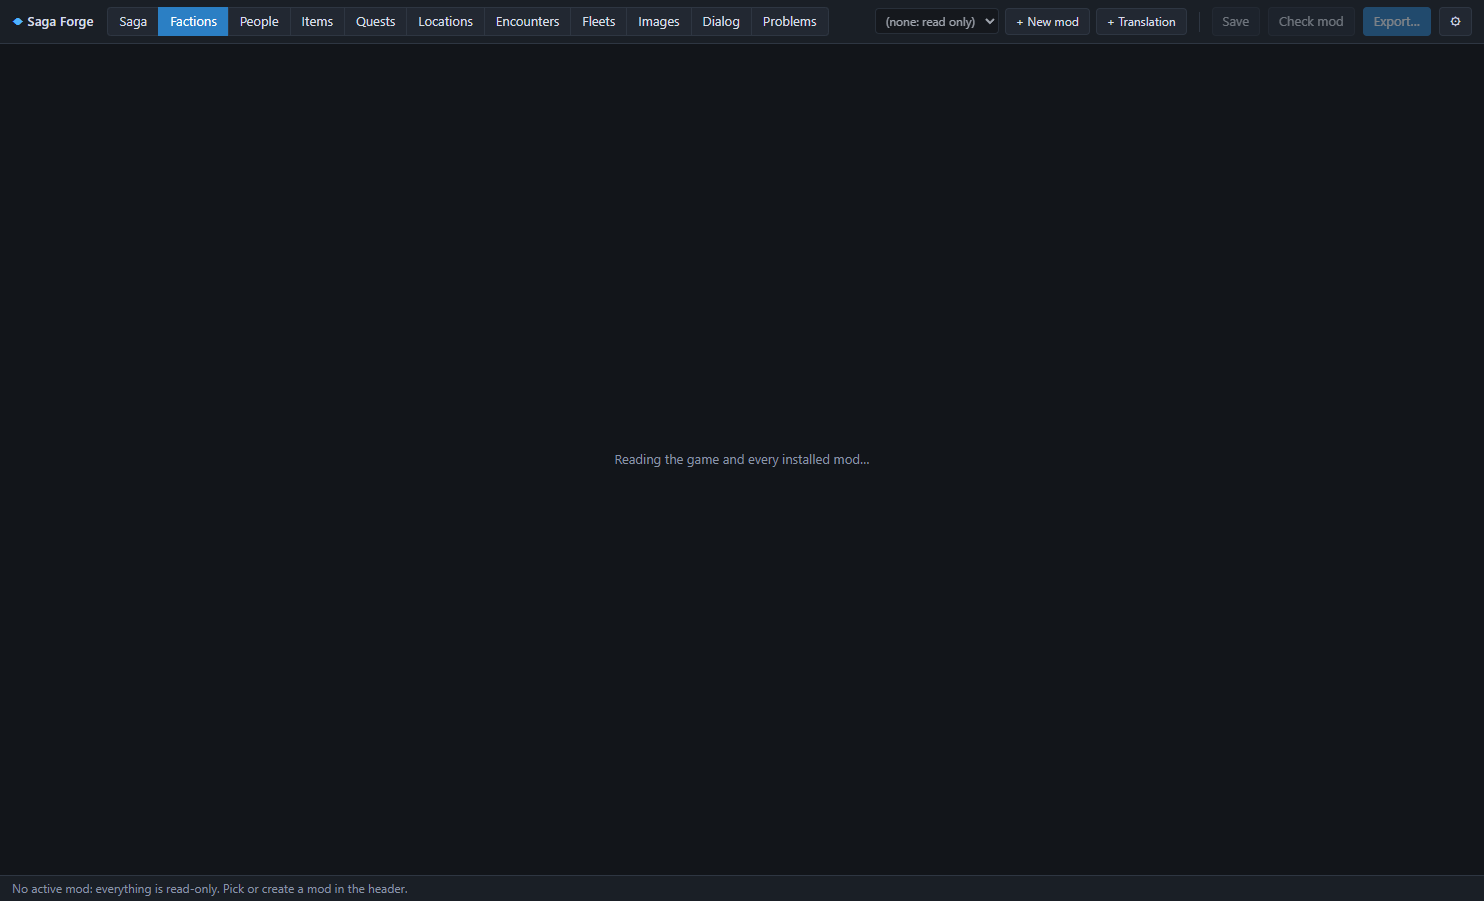 Saga Forge Saga Factions People Items Quests Locations Encounters Fleets Images Dialog Problems (none: read only) + New mod + Translation Save Check mod Export...
Reading the game and every installed mod...
No active mod: everything is read-only. Pick or create a mod in the header.